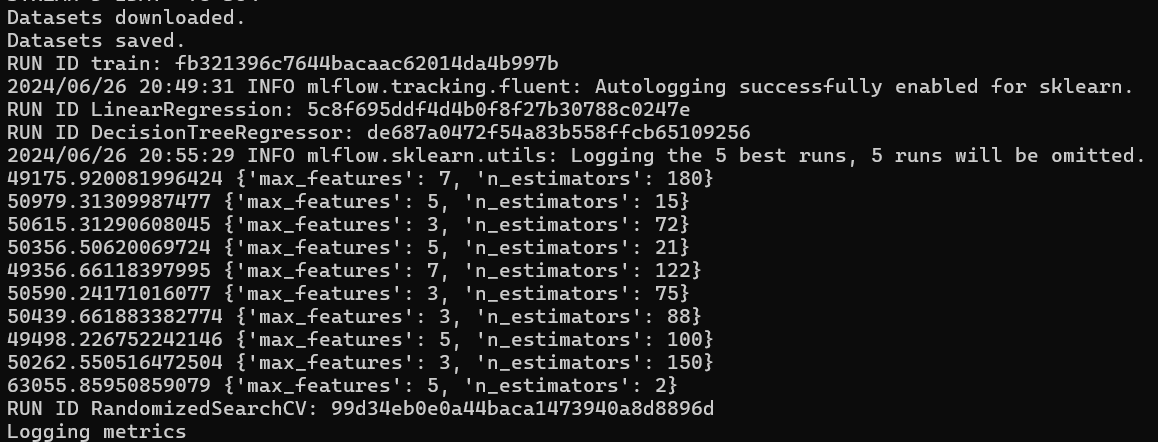 Datasets downloaded.
Datasets saved.
RUN ID train: fb321396c7644bacaac62014da4b997b
2024/06/26 20:49:31 INFO mlflow.tracking.fluent: Autologging successfully enabled for sklearn.
RUN ID LinearRegression: 5c8f695ddf4d4b0f8f27b30788c0247e
RUN ID DecisionTreeRegressor: de687a0472f54a83b558ffcb65109256
2024/06/26 20:55:29 INFO mlflow.sklearn.utils: Logging the 5 best runs, 5 runs will be omitted.
49175.920081996424 {'max_features': 7, 'n_estimators': 180}
50979.31309987477 {'max_features': 5, 'n_estimators': 15}
50615.31290608045 {'max_features': 3, 'n_estimators': 72}
50356.50620069724 {'max_features': 5, 'n_estimators': 21}
49356.66118397995 {'max_features': 7, 'n_estimators': 122}
50590.24171016077 {'max_features': 3, 'n_estimators': 75}
50439.661883382774 {'max_features': 3, 'n_estimators': 88}
49498.226752242146 {'max_features': 5, 'n_estimators': 100}
50262.550516472504 {'max_features': 3, 'n_estimators': 150}
63055.85950859079 {'max_features': 5, 'n_estimators': 2}
RUN ID RandomizedSearchCV: 99d34eb0e0a44baca1473940a8d8896d
Logging metrics